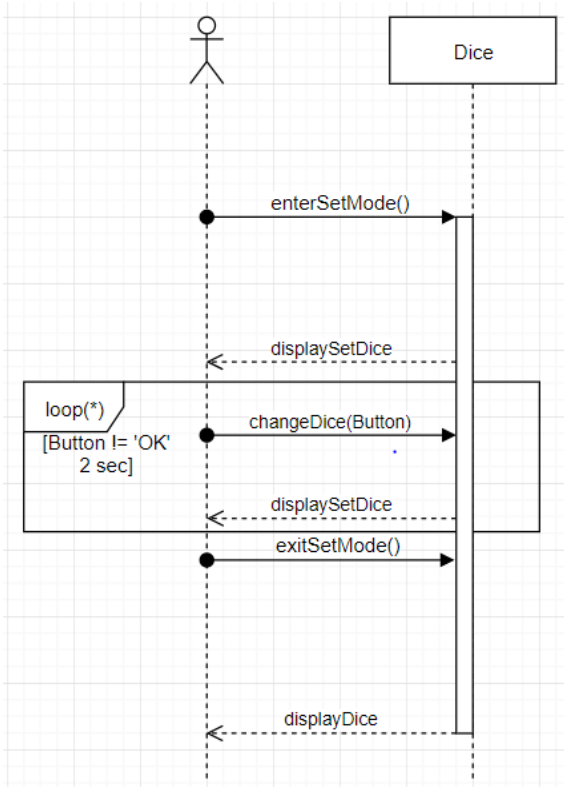 Dice
enterSetMode()
displaySetDice
loop(*)
changeDice(Button)
[Button != 'OK'
2 sec]
displaySetDice
exitSetMode()
displayDice